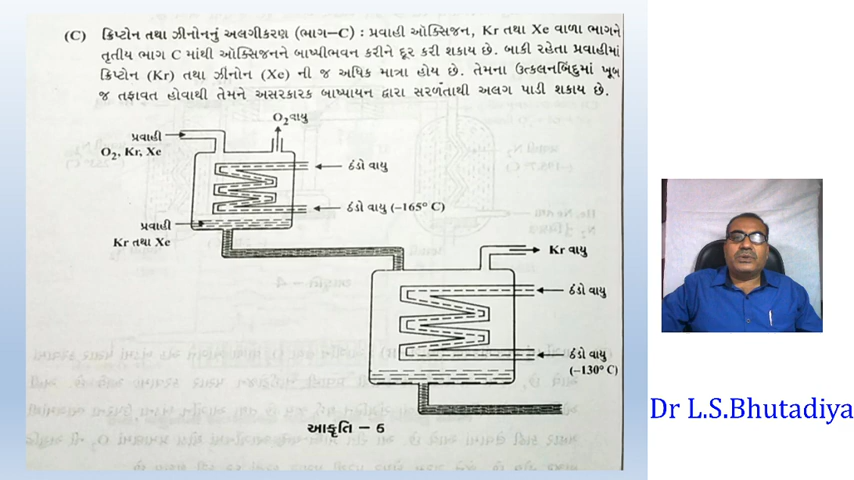 (C) ક્રિપ્ટોન તથા ઝીનોનનું અલગીકરણ (ભાગ–C) : પ્રવાહી ઑક્સિજન, Kr તથા Xe વાળા ભાગને
તૃતીય ભાગ C માંથી ઑક્સિજનને બાષ્પીભવન કરીને દૂર કરી શકાય છે. બાકી રહેતા પ્રવાહીમાં
ક્રિપ્ટોન (Kr) તથા ઝીનોન (Xe) ની જ અધિક માત્રા હોય છે. તેમના ઉત્કલનબિંદુમાં ખૂબ
જ તફાવત હોવાથી તેમને અસરકારક બાષ્પાયન દ્વારા સરળતાથી અલગ પાડી શકાય છે.
O₂ વાયુ
પ્રવાહી
O₂, Kr, Xe
ઠંડો વાયુ
ઠંડો વાયુ (–165° C)
પ્રવાહી
Kr તથા Xe
Kr વાયુ
ઠંડો વાયુ
ઠંડો વાયુ
(–130° C)
આકૃતિ – 6
Dr L.S.Bhutadiya